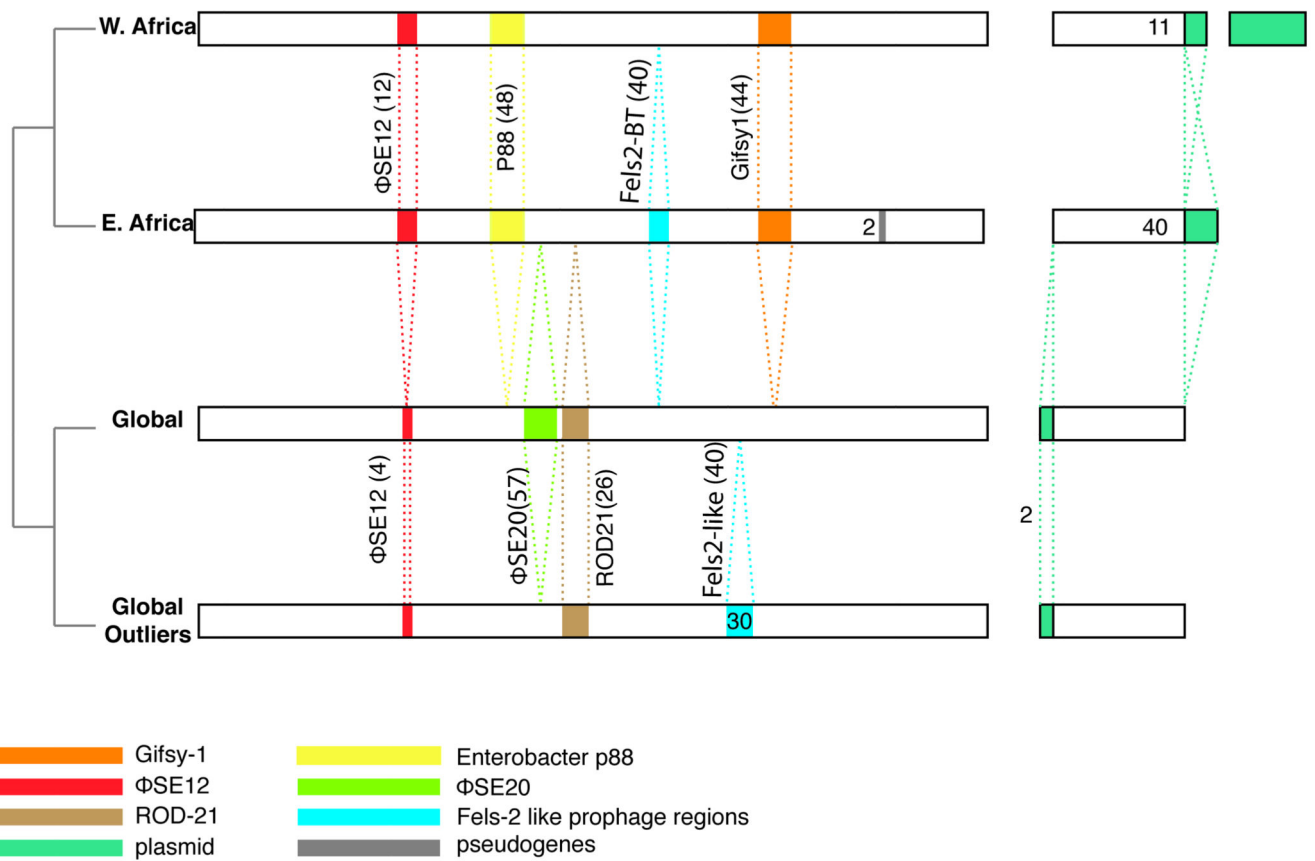 W. Africa
11
ΦSE12 (12)
P88 (48)
Fels2-BT (40)
Gifsy1(44)
E. Africa
2
40
Global
ΦSE12 (4)
ΦSE20(57)
ROD21(26)
Fels2-like (40)
2
Global
Outliers
30
Gifsy-1
Enterobacter p88
ΦSE12
ΦSE20
ROD-21
Fels-2 like prophage regions
plasmid
pseudogenes